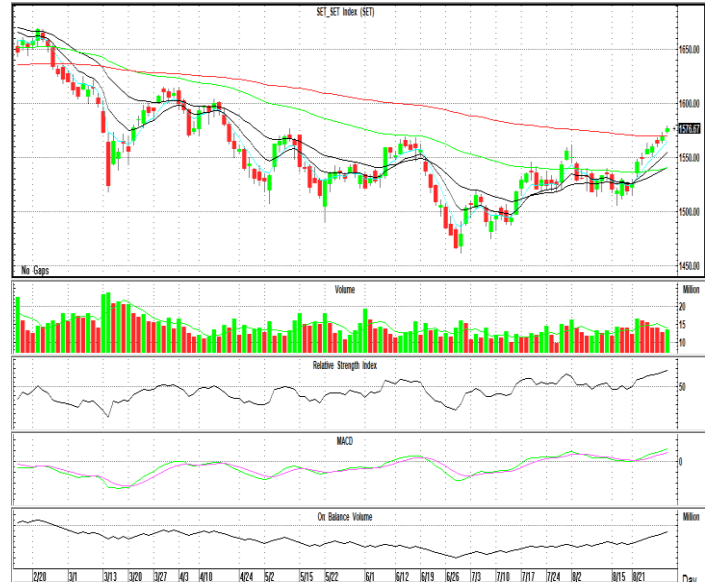 SET_SET Index (SET)
1650.00
1600.00
1576.67
1550.00
1500.00
1450.00
No Gaps
Volume
Million
20
15
10
Relative Strength Index
50
MACD
0
On Balance Volume
Million
2/20 3/1 3/13 3/20 3/27 4/3 4/10 4/24 5/2 5/15 5/22 6/1 6/12 6/19 6/26 7/3 7/10 7/17 7/24 8/2 8/15 8/21
Day